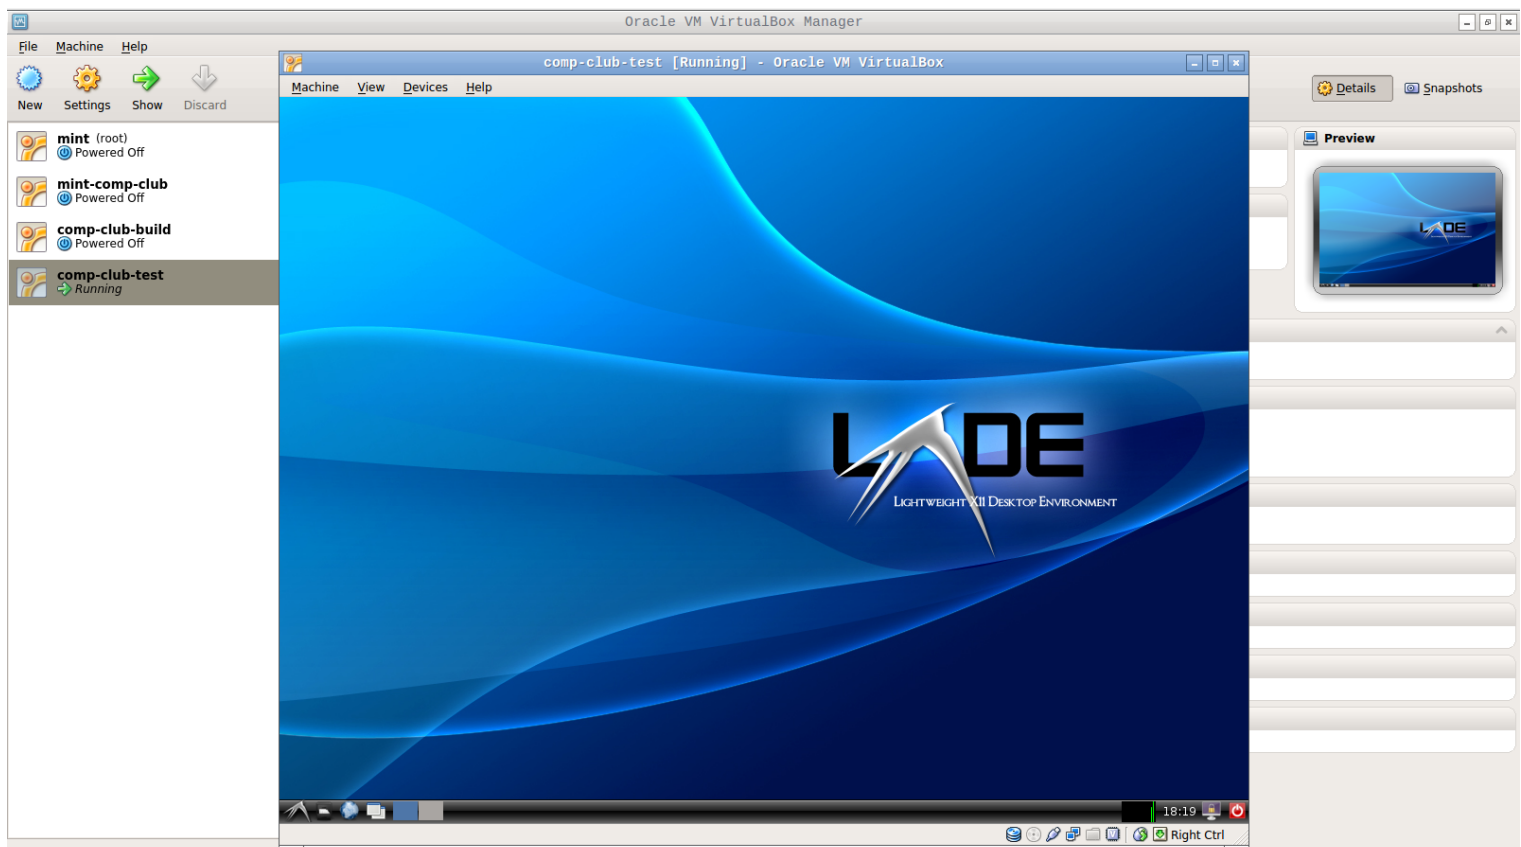 Oracle VM VirtualBox Manager
File Machine Help
New Settings Show Discard
Details Snapshots
mint (root)
Powered Off
mint-comp-club
Powered Off
comp-club-build
Powered Off
comp-club-test
Running
comp-club-test [Running] - Oracle VM VirtualBox
Machine View Devices Help
LXDE
Lightweight X11 Desktop Environment
18:19
Right Ctrl
Preview
LXDE